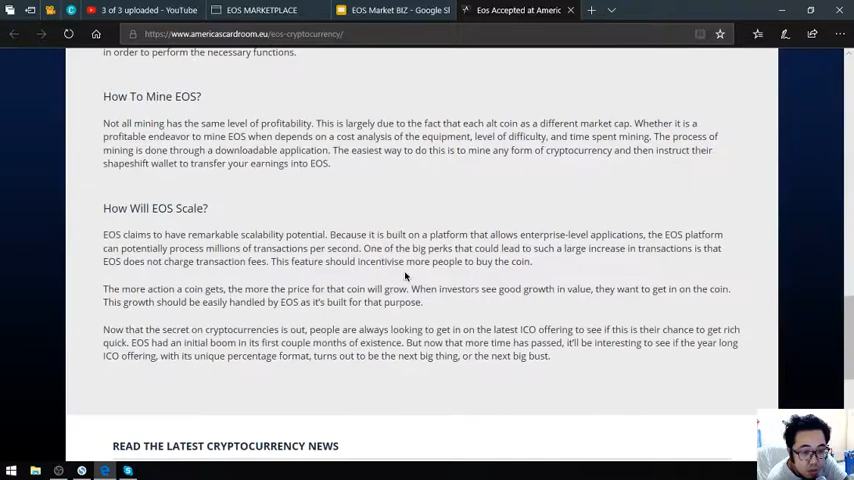 3 of 3 uploaded - YouTube
EOS MARKETPLACE
EOS Market BIZ - Google Sl
Eos Accepted at Americ
https://www.americascardroom.eu/eos-cryptocurrency/
in order to perform the necessary functions.
How To Mine EOS?
Not all mining has the same level of profitability. This is largely due to the fact that each alt coin as a different market cap. Whether it is a
profitable endeavor to mine EOS when depends on a cost analysis of the equipment, level of difficulty, and time spent mining. The process of
mining is done through a downloadable application. The easiest way to do this is to mine any form of cryptocurrency and then instruct their
shapeshift wallet to transfer your earnings into EOS.
How Will EOS Scale?
EOS claims to have remarkable scalability potential. Because it is built on a platform that allows enterprise-level applications, the EOS platform
can potentially process millions of transactions per second. One of the big perks that could lead to such a large increase in transactions is that
EOS does not charge transaction fees. This feature should incentivise more people to buy the coin.
The more action a coin gets, the more the price for that coin will grow. When investors see good growth in value, they want to get in on the coin.
This growth should be easily handled by EOS as it's built for that purpose.
Now that the secret on cryptocurrencies is out, people are always looking to get in on the latest ICO offering to see if this is their chance to get rich
quick. EOS had an initial boom in its first couple months of existence. But now that more time has passed, it'll be interesting to see if the year long
ICO offering, with its unique percentage format, turns out to be the next big thing, or the next big bust.
READ THE LATEST CRYPTOCURRENCY NEWS